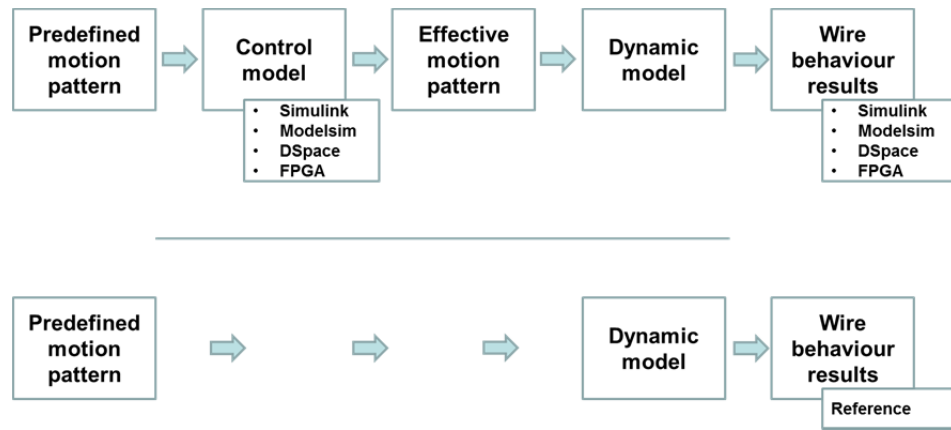 Predefined
motion
pattern
Control
model
• Simulink
• Modelsim
• DSpace
• FPGA
Effective
motion
pattern
Dynamic
model
Wire
behaviour
results
• Simulink
• Modelsim
• DSpace
• FPGA
Predefined
motion
pattern
Dynamic
model
Wire
behaviour
results
Reference